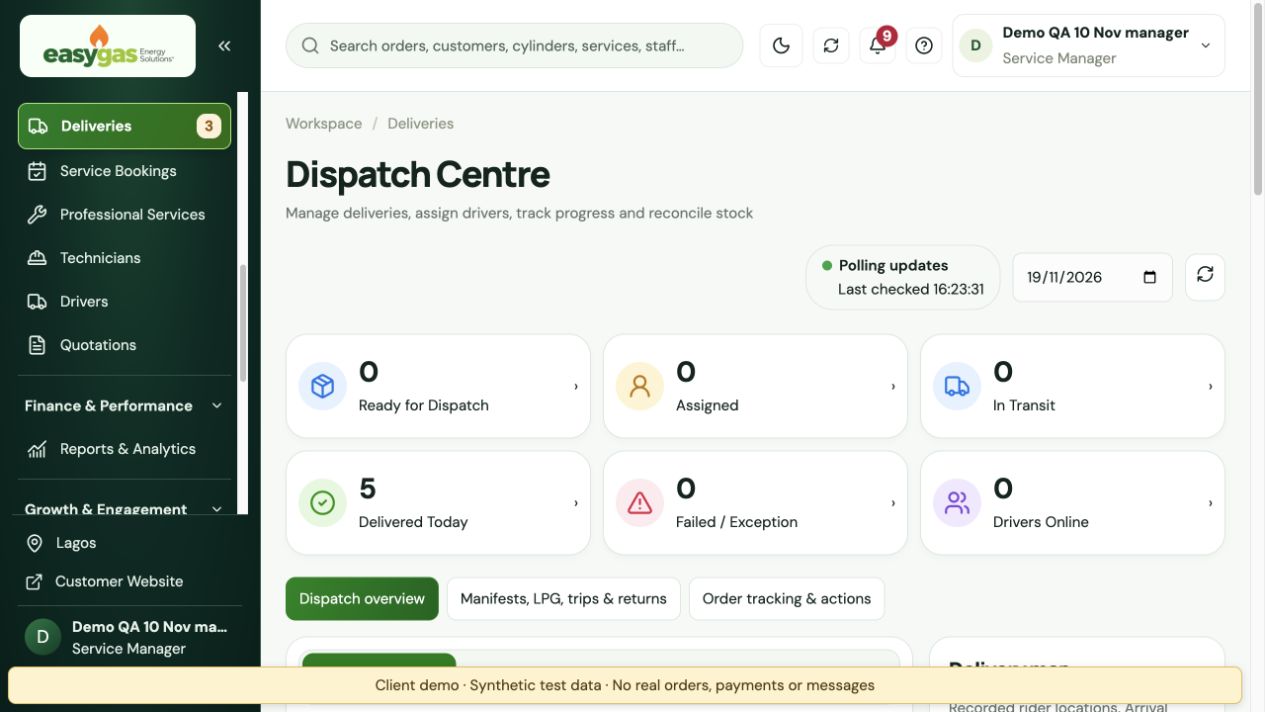 easygas Energy Solutions
Deliveries 3
Service Bookings
Professional Services
Technicians
Drivers
Quotations
Finance & Performance
Reports & Analytics
Growth & Engagement
Lagos
Customer Website
D
Demo QA 10 Nov ma...
Service Manager
Search orders, customers, cylinders, services, staff...
9
D
Demo QA 10 Nov manager
Service Manager
Workspace / Deliveries
Dispatch Centre
Manage deliveries, assign drivers, track progress and reconcile stock
Polling updates
Last checked 16:23:31
19/11/2026
0
Ready for Dispatch
0
Assigned
0
In Transit
5
Delivered Today
0
Failed / Exception
0
Drivers Online
Dispatch overview
Manifests, LPG, trips & returns
Order tracking & actions
Recorded rider locations. Arrival
Client demo · Synthetic test data · No real orders, payments or messages